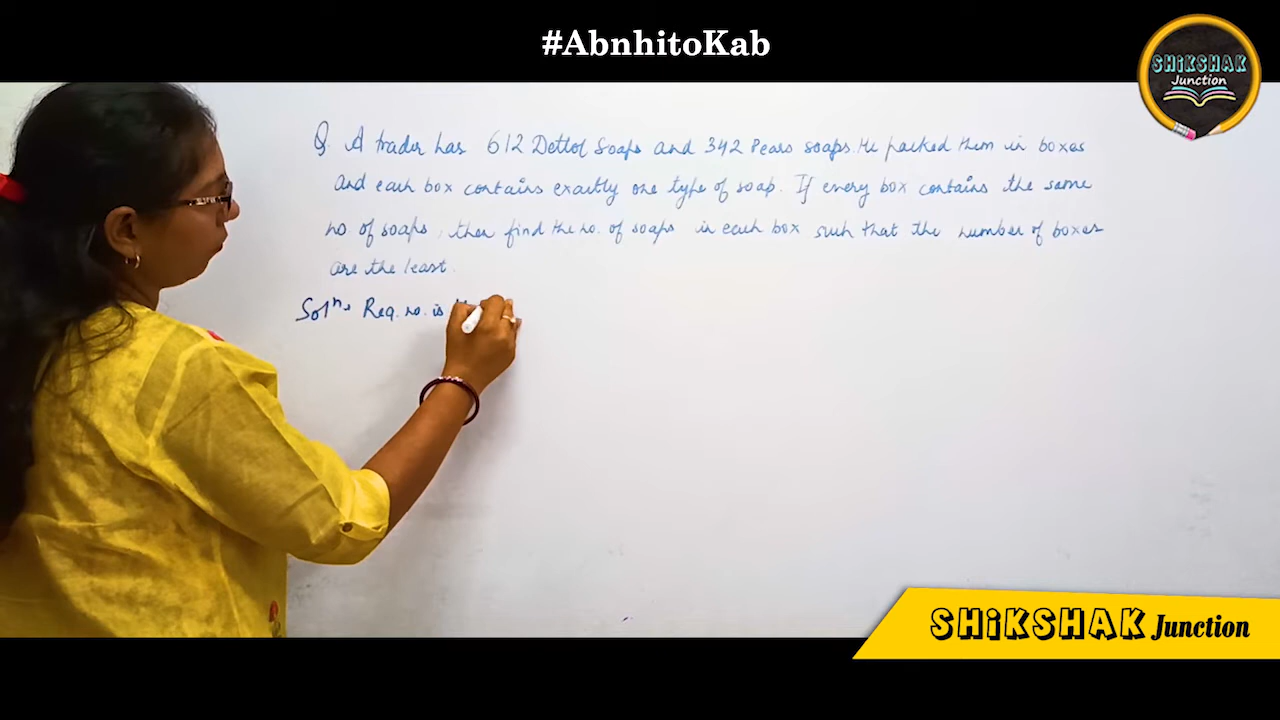 #AbnhitoKab
SHiKSHAK
Junction
Q. A trader has 612 Dettol Soaps and 342 Pears soaps. He packed them in boxes
and each box contains exactly one type of soap. If every box contains the same
no. of soaps, then find the no. of soaps in each box such that the number of boxes
are the least.
Solⁿ. Req. no. is
SHiKSHAK Junction